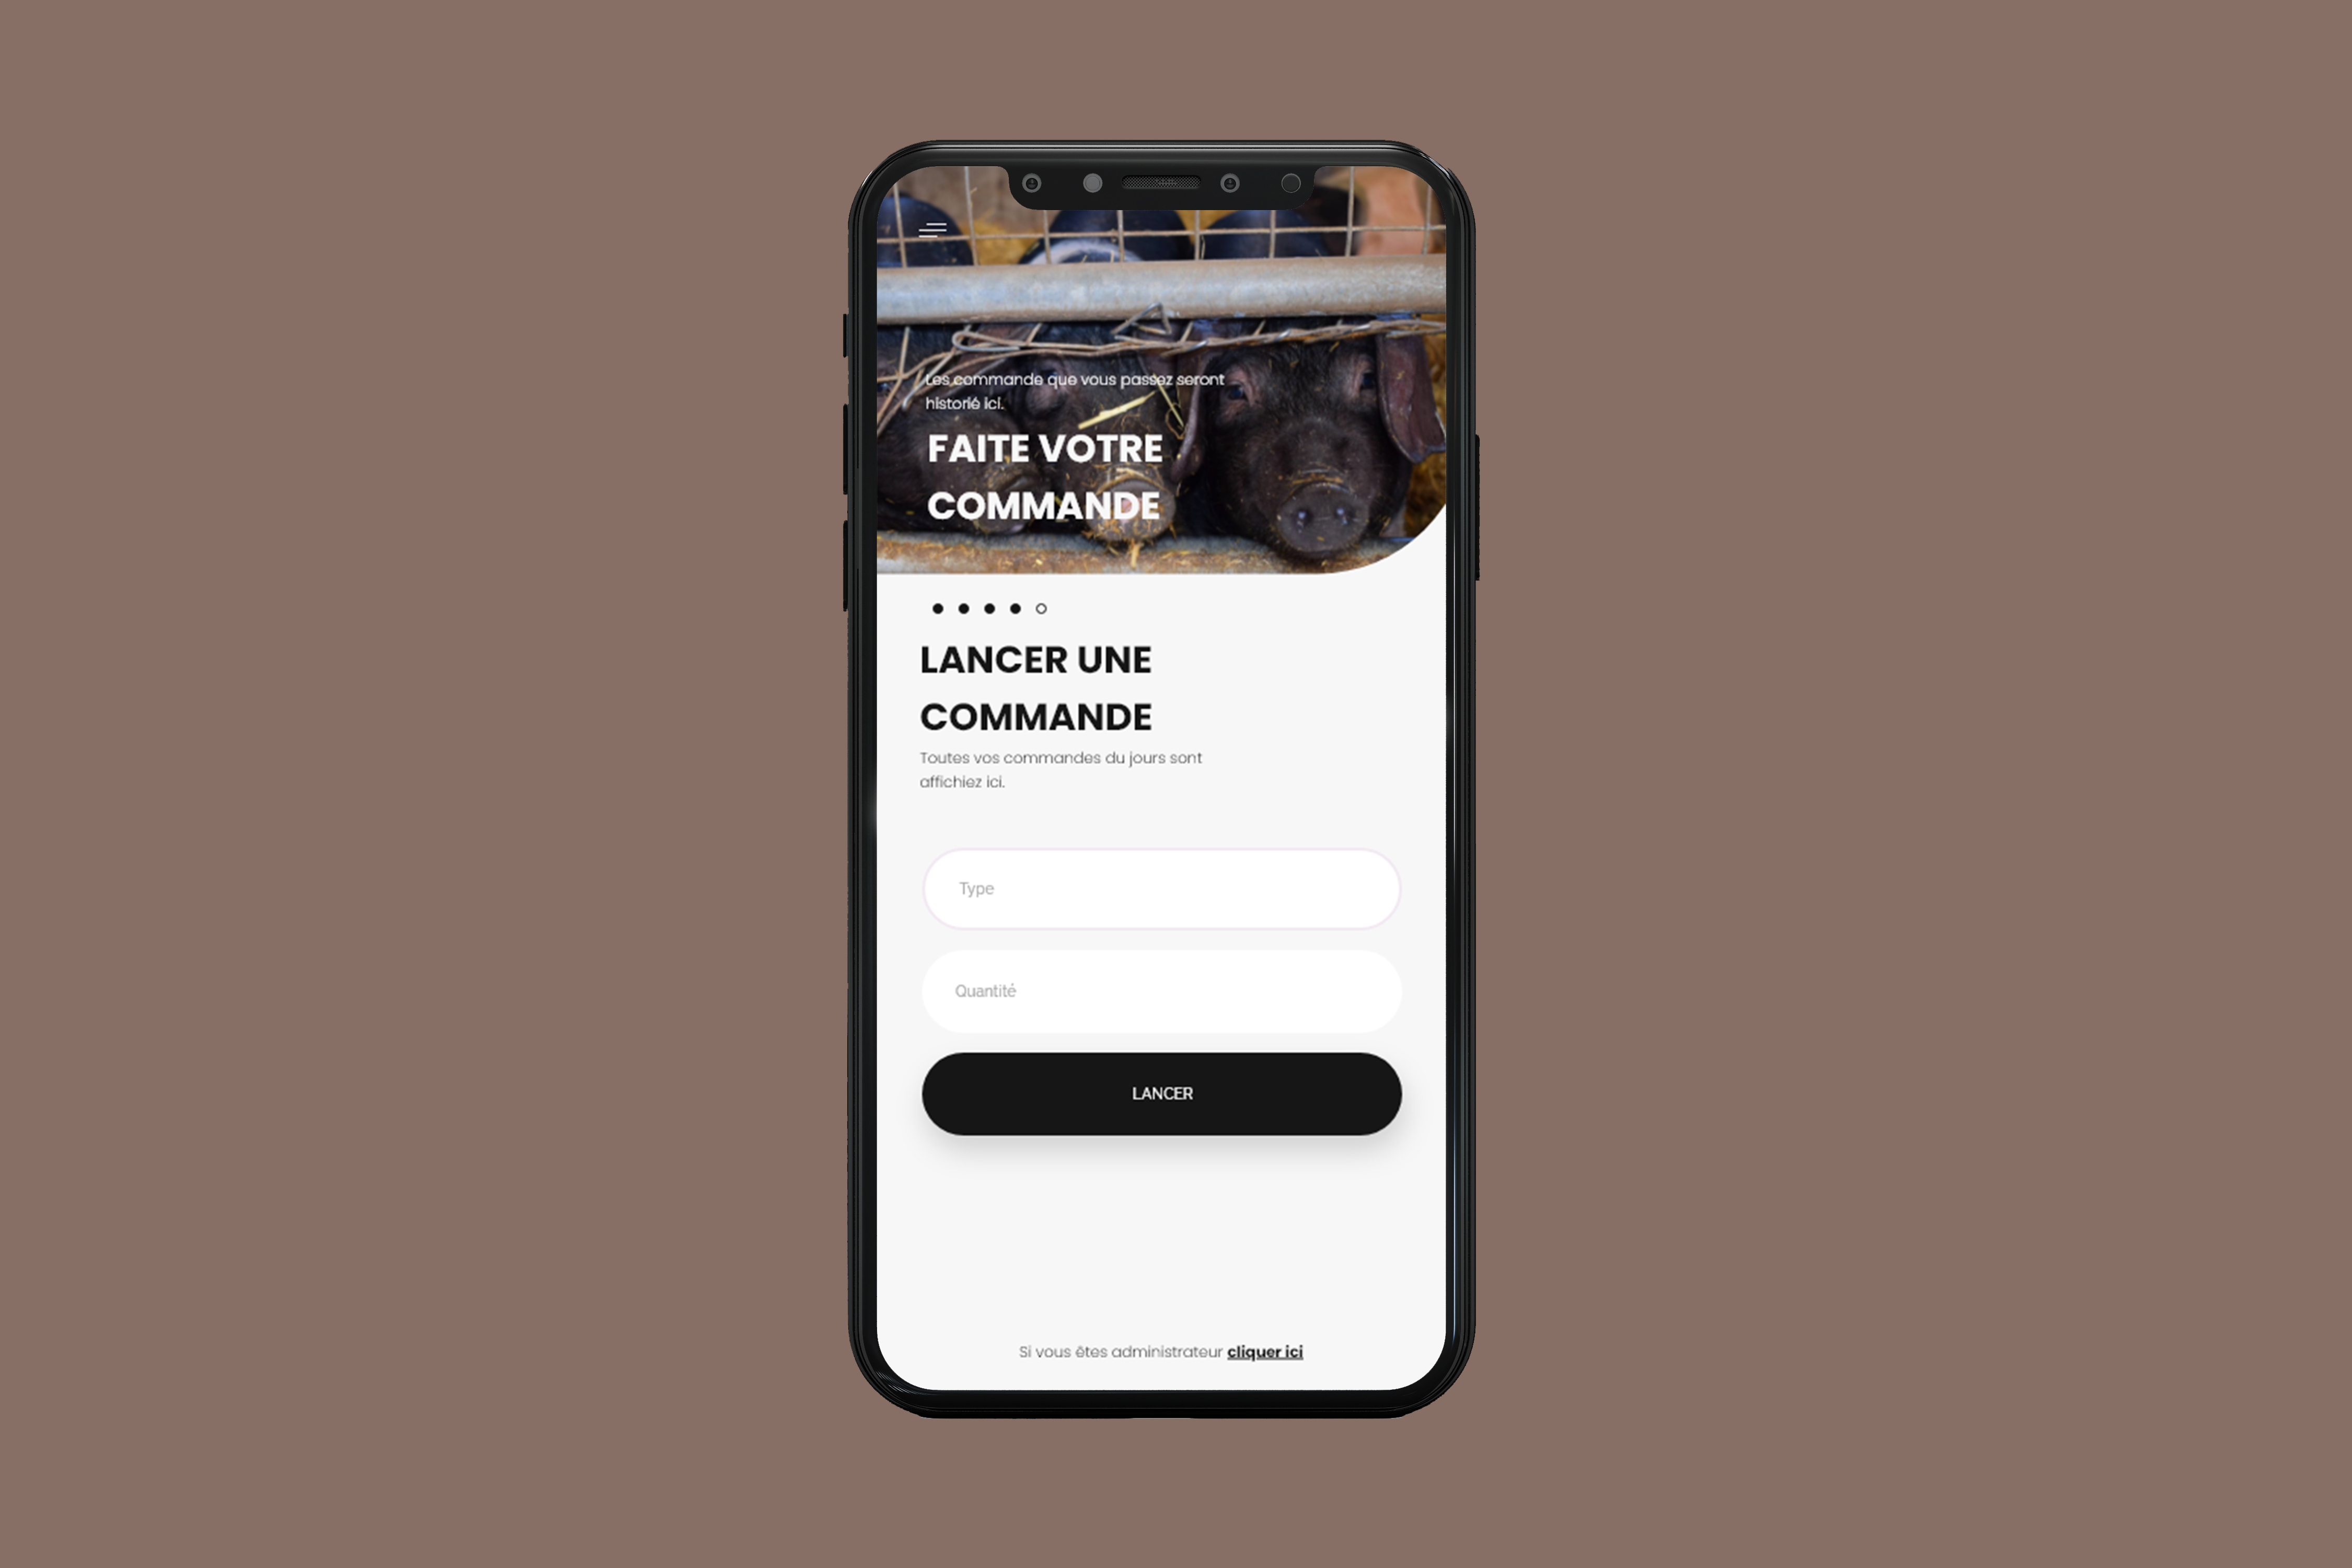 Les commande que vous passez seront
historié ici.
FAITE VOTRE
COMMANDE
LANCER UNE
COMMANDE
Toutes vos commandes du jours sont
affichiez ici.
Type
Quantité
LANCER
Si vous êtes administrateur cliquer ici